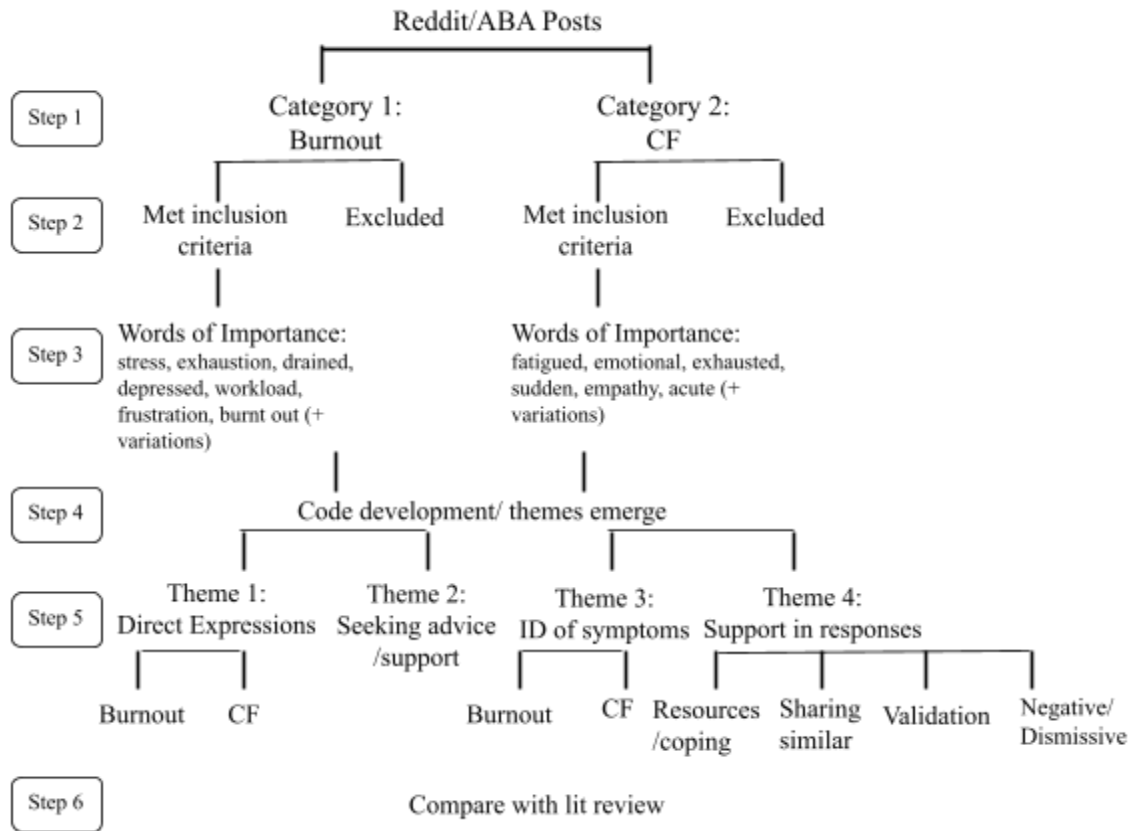 Reddit/ABA Posts
Step 1
Category 1:
Burnout
Category 2:
CF
Step 2
Met inclusion
criteria
Excluded
Met inclusion
criteria
Excluded
Step 3
Words of Importance:
stress, exhaustion, drained,
depressed, workload,
frustration, burnt out (+
variations)
Words of Importance:
fatigued, emotional, exhausted,
sudden, empathy, acute (+
variations)
Step 4
Code development/ themes emerge
Step 5
Theme 1:
Direct Expressions
Theme 2:
Seeking advice
/support
Theme 3:
ID of symptoms
Theme 4:
Support in responses
Burnout
CF
Burnout
CF
Resources
/coping
Sharing
similar
Validation
Negative/
Dismissive
Step 6
Compare with lit review